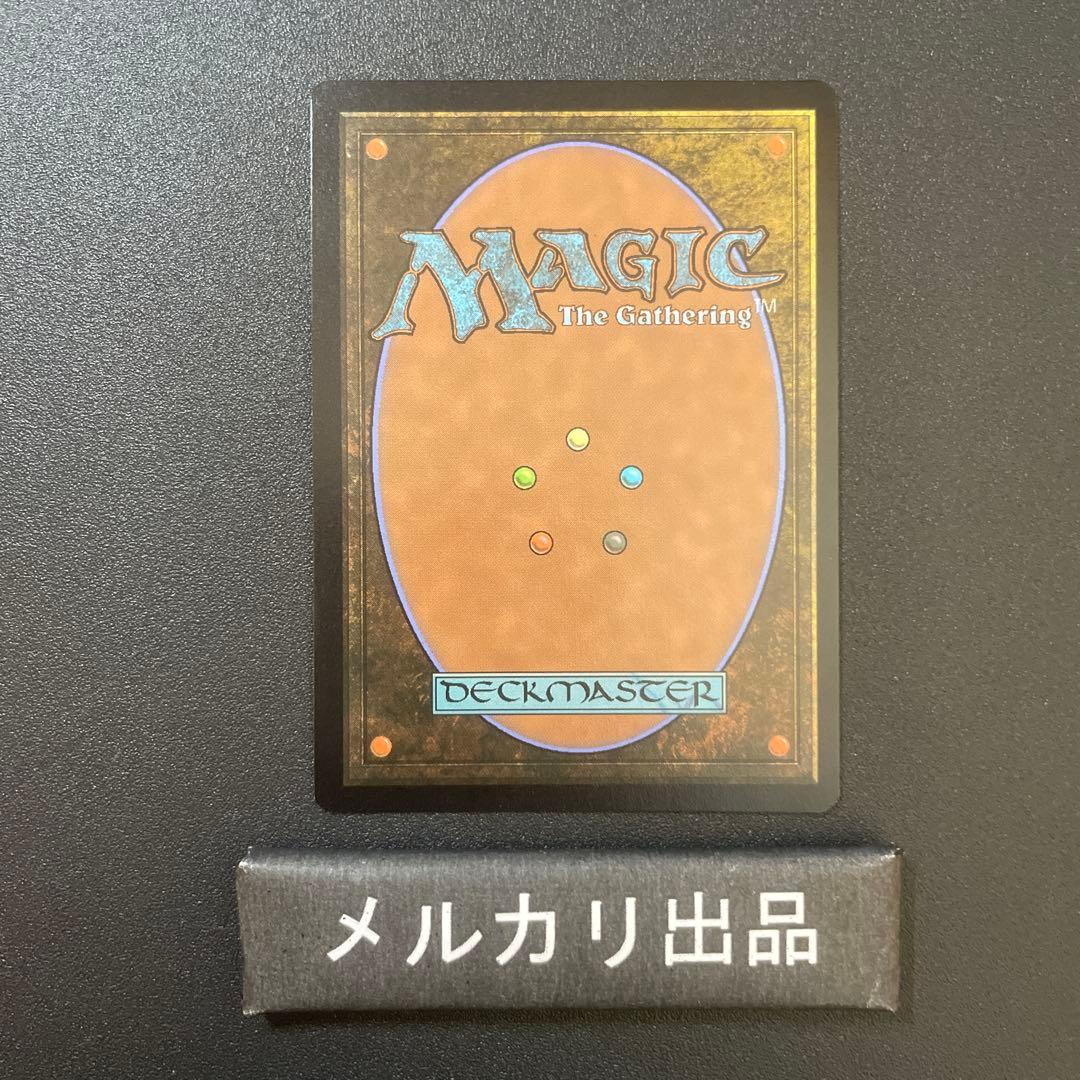 MAGIC
The Gathering™
DECKMASTER
メルカリ出品